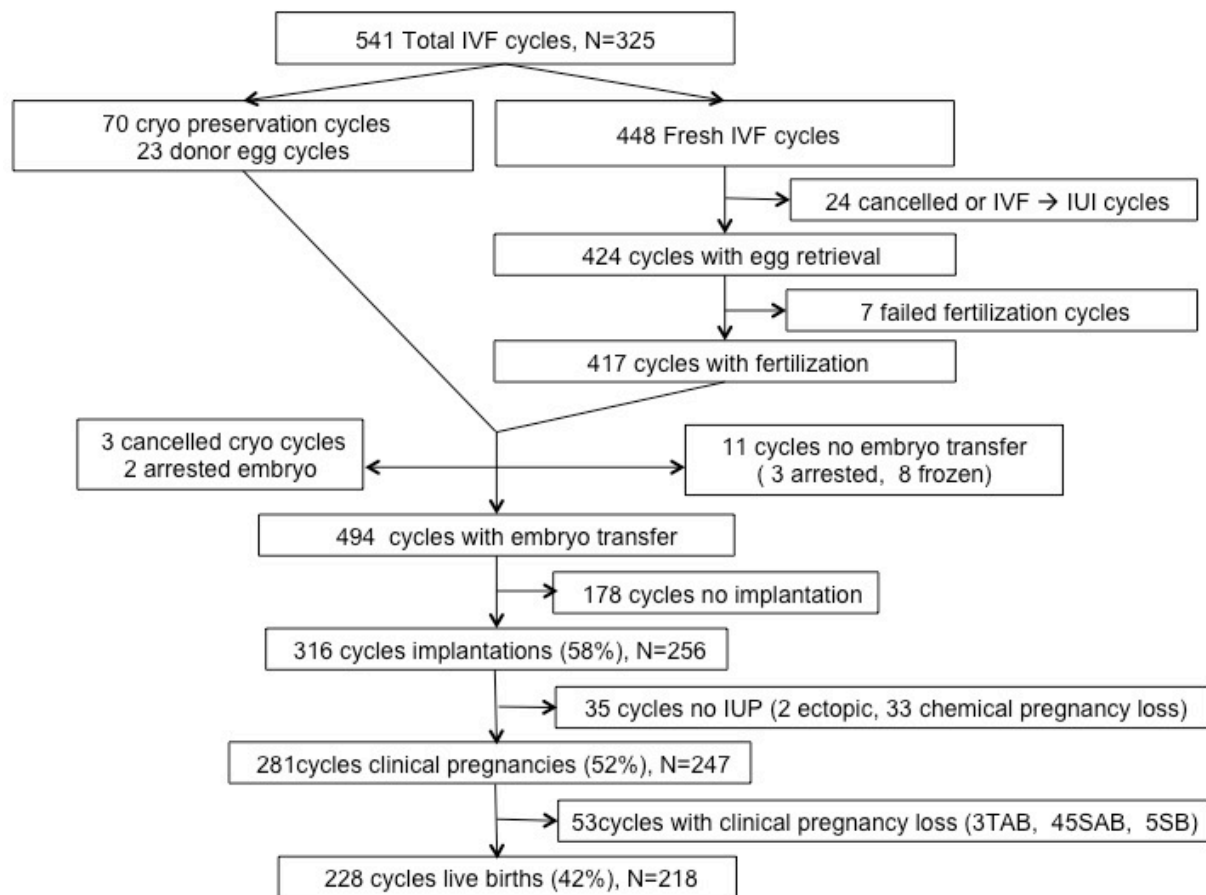 541 Total IVF cycles, N=325
70 cryo preservation cycles
23 donor egg cycles
448 Fresh IVF cycles
24 cancelled or IVF → IUI cycles
424 cycles with egg retrieval
7 failed fertilization cycles
417 cycles with fertilization
3 cancelled cryo cycles
2 arrested embryo
11 cycles no embryo transfer
( 3 arrested, 8 frozen)
494 cycles with embryo transfer
178 cycles no implantation
316 cycles implantations (58%), N=256
35 cycles no IUP (2 ectopic, 33 chemical pregnancy loss)
281cycles clinical pregnancies (52%), N=247
53cycles with clinical pregnancy loss (3TAB, 45SAB, 5SB)
228 cycles live births (42%), N=218